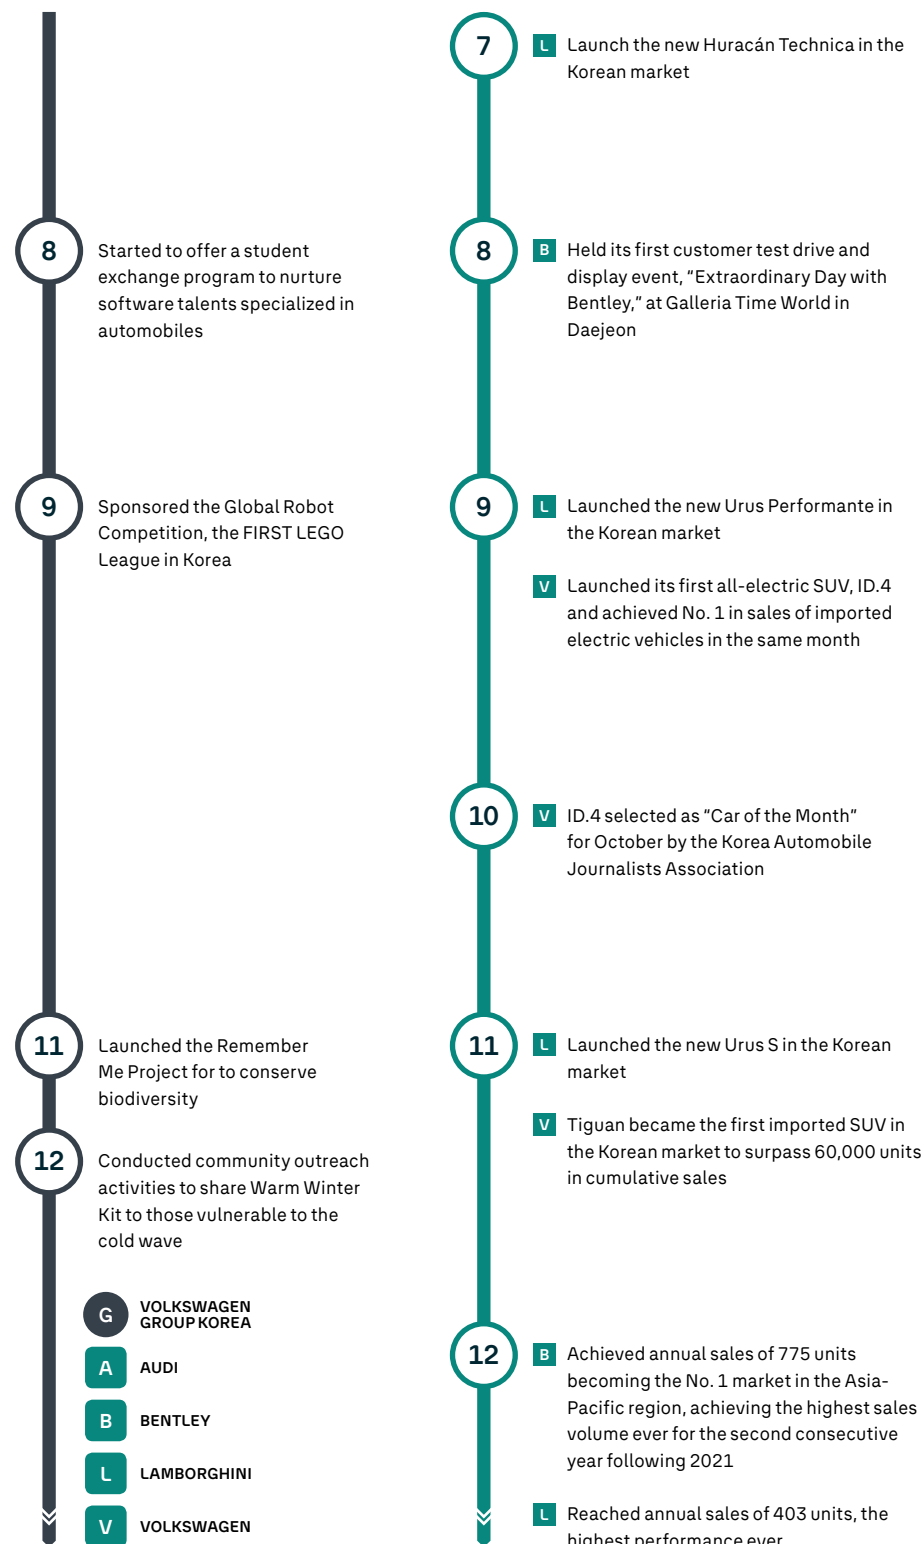 8
Started to offer a student
exchange program to nurture
software talents specialized in
automobiles
9
Sponsored the Global Robot
Competition, the FIRST LEGO
League in Korea
11
Launched the Remember
Me Project for to conserve
biodiversity
12
Conducted community outreach
activities to share Warm Winter
Kit to those vulnerable to the
cold wave
G VOLKSWAGEN
GROUP KOREA
A AUDI
B BENTLEY
L LAMBORGHINI
V VOLKSWAGEN
7
L Launch the new Huracán Technica in the
Korean market
8
B Held its first customer test drive and
display event, “Extraordinary Day with
Bentley,” at Galleria Time World in
Daejeon
9
L Launched the new Urus Performante in
the Korean market
V Launched its first all-electric SUV, ID.4
and achieved No. 1 in sales of imported
electric vehicles in the same month
10
V ID.4 selected as “Car of the Month”
for October by the Korea Automobile
Journalists Association
11
L Launched the new Urus S in the Korean
market
V Tiguan became the first imported SUV in
the Korean market to surpass 60,000 units
in cumulative sales
12
B Achieved annual sales of 775 units
becoming the No. 1 market in the Asia-
Pacific region, achieving the highest sales
volume ever for the second consecutive
year following 2021
L Reached annual sales of 403 units, the
highest performance ever